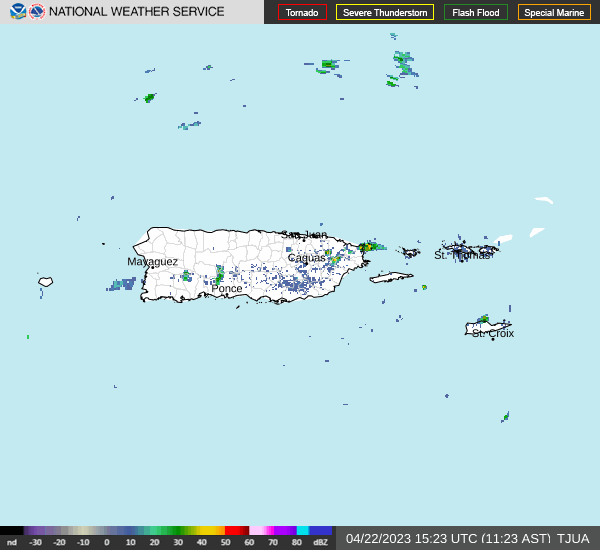 NATIONAL WEATHER SERVICE
Tornado
Severe Thunderstorm
Flash Flood
Special Marine
San Juan
Caguas
St. Thomas
Mayaguez
Ponce
St. Croix
nd -30 -20 -10 0 10 20 30 40 50 60 70 80 dBZ
04/22/2023 15:23 UTC (11:23 AST) TJUA